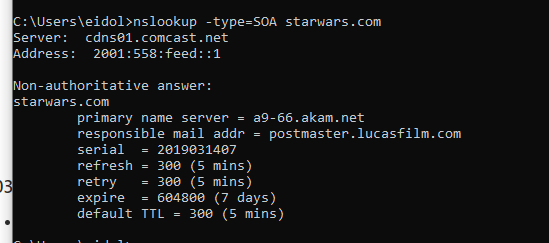 C:\Users\eidol>nslookup -type=SOA starwars.com
Server:  cdns01.comcast.net
Address:  2001:558:feed::1

Non-authoritative answer:
starwars.com
        primary name server = a9-66.akam.net
        responsible mail addr = postmaster.lucasfilm.com
        serial  = 2019031407
        refresh = 300 (5 mins)
        retry   = 300 (5 mins)
        expire  = 604800 (7 days)
        default TTL = 300 (5 mins)
03